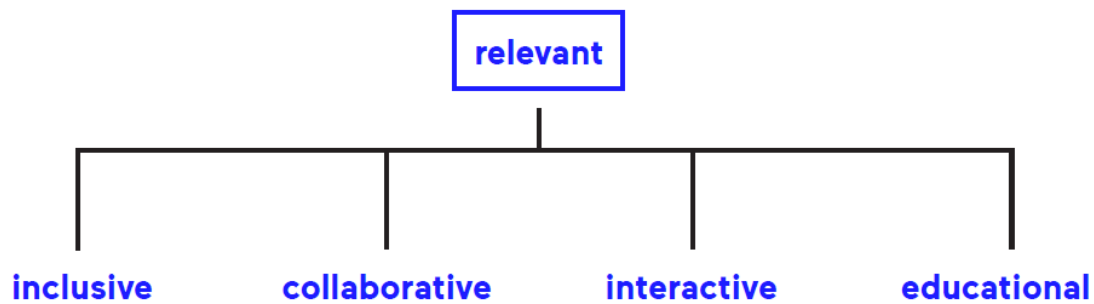 relevant
inclusive
collaborative
interactive
educational